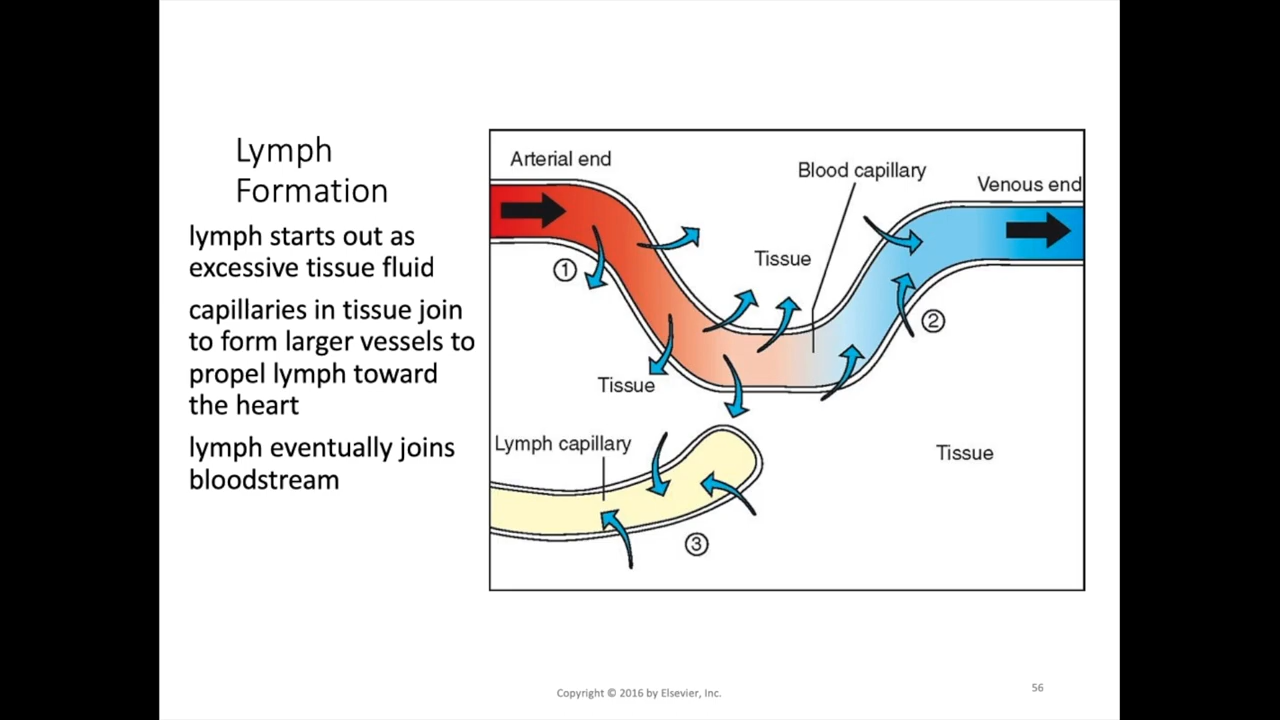 Lymph
Formation
lymph starts out as
excessive tissue fluid
capillaries in tissue join
to form larger vessels to
propel lymph toward
the heart
lymph eventually joins
bloodstream
Arterial end
Blood capillary
Venous end
1
Tissue
2
Tissue
Lymph capillary
Tissue
3
Copyright © 2016 by Elsevier, Inc.
56